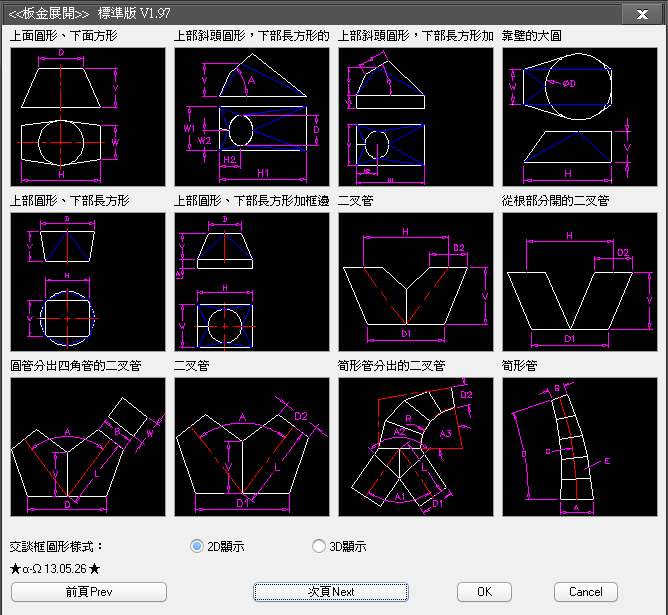 <<板金展開>> 標準版 V1.97
X
上面圓形、下面方形
上部斜頭圓形，下部長方形的
上部斜頭圓形，下部長方形加
靠壁的大圓
D
V
W
H
V
A
W1
W2
D
H2
H1
A
V
W1
H2
H1
W
ΦD
V
H
上部圓形、下部長方形
上部圓形、下部長方形加框邊
二叉管
從根部分開的二叉管
D
V
H
V
D
V
H
W
H
D2
V
D1
H
D2
V
D1
圓管分出四角管的二叉管
二叉管
筍形管分出的二叉管
筍形管
A
B
W
V
L
D
A
D2
V
L
D1
D2
R
A2
A3
L
A1
D1
B
D
C
E
A
交談框圖形樣式：
2D顯示
3D顯示
★α-Ω 13.05.26★
前頁Prev
次頁Next
OK
Cancel